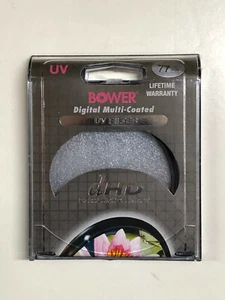 UV
77
LIFETIME
WARRANTY
BOWER
Digital Multi-Coated
UV FILTER
dHD